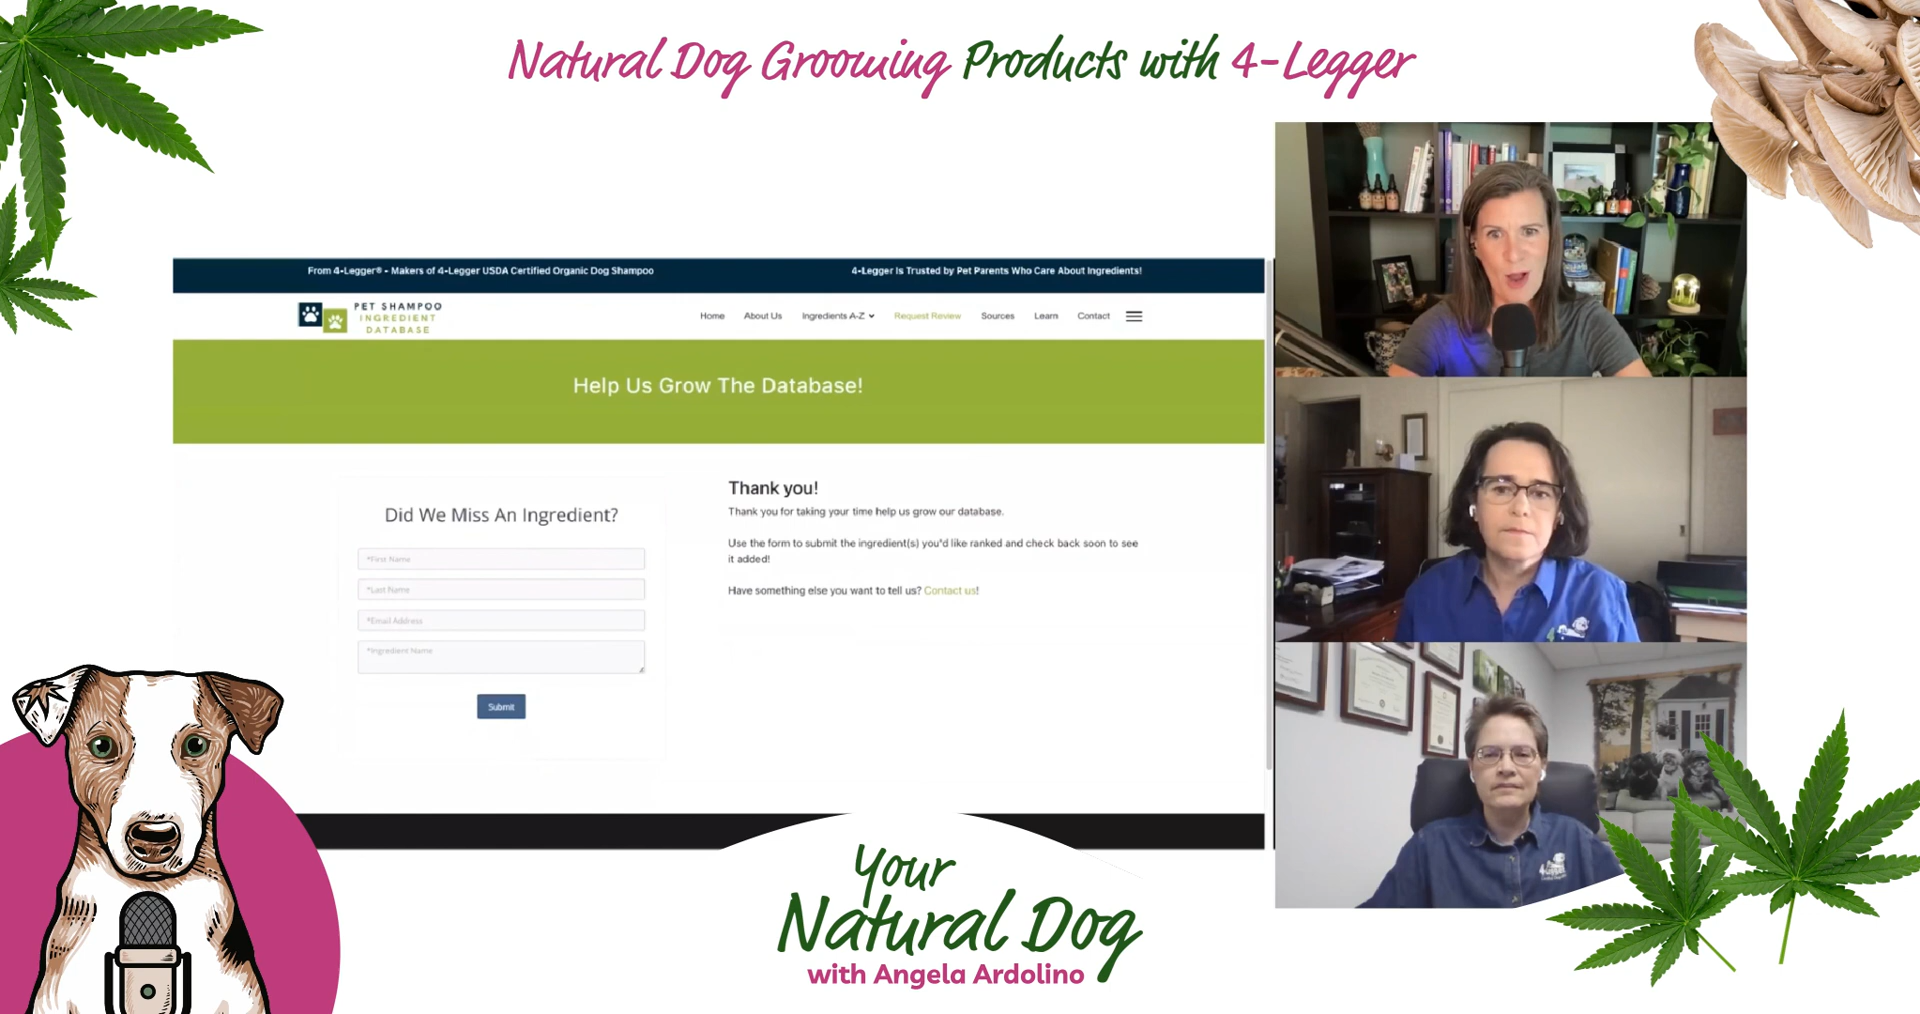 Natural Dog Grooming Products with 4-Legger
From 4-Legger® - Makers of 4-Legger USDA Certified Organic Dog Shampoo
4-Legger Is Trusted by Pet Parents Who Care About Ingredients!
PET SHAMPOO
INGREDIENT
DATABASE
Home About Us Ingredients A-Z Request Review Sources Learn Contact
Help Us Grow The Database!
Did We Miss An Ingredient?
*First Name
*Last Name
*Email Address
*Ingredient Name
Submit
Thank you!
Thank you for taking your time help us grow our database.
Use the form to submit the ingredient(s) you'd like ranked and check back soon to see
it added!
Have something else you want to tell us? Contact us!
Your
Natural Dog
with Angela Ardolino